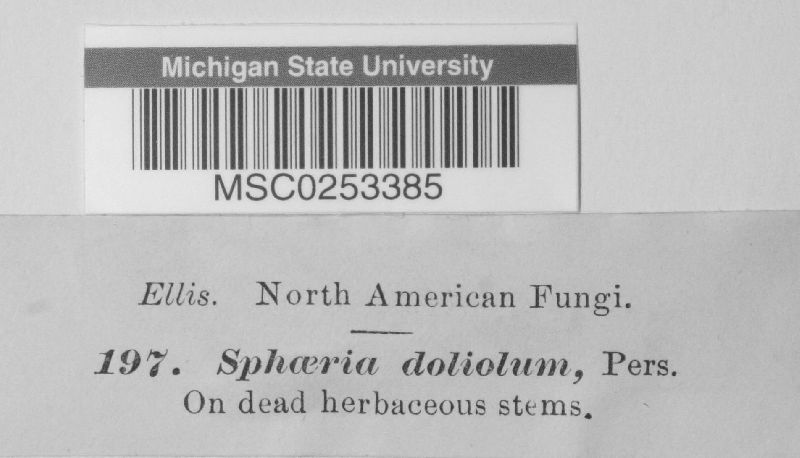 Michigan State University
MSC0253385
Ellis. North American Fungi.
197. Sphæria doliolum, Pers.
On dead herbaceous stems.